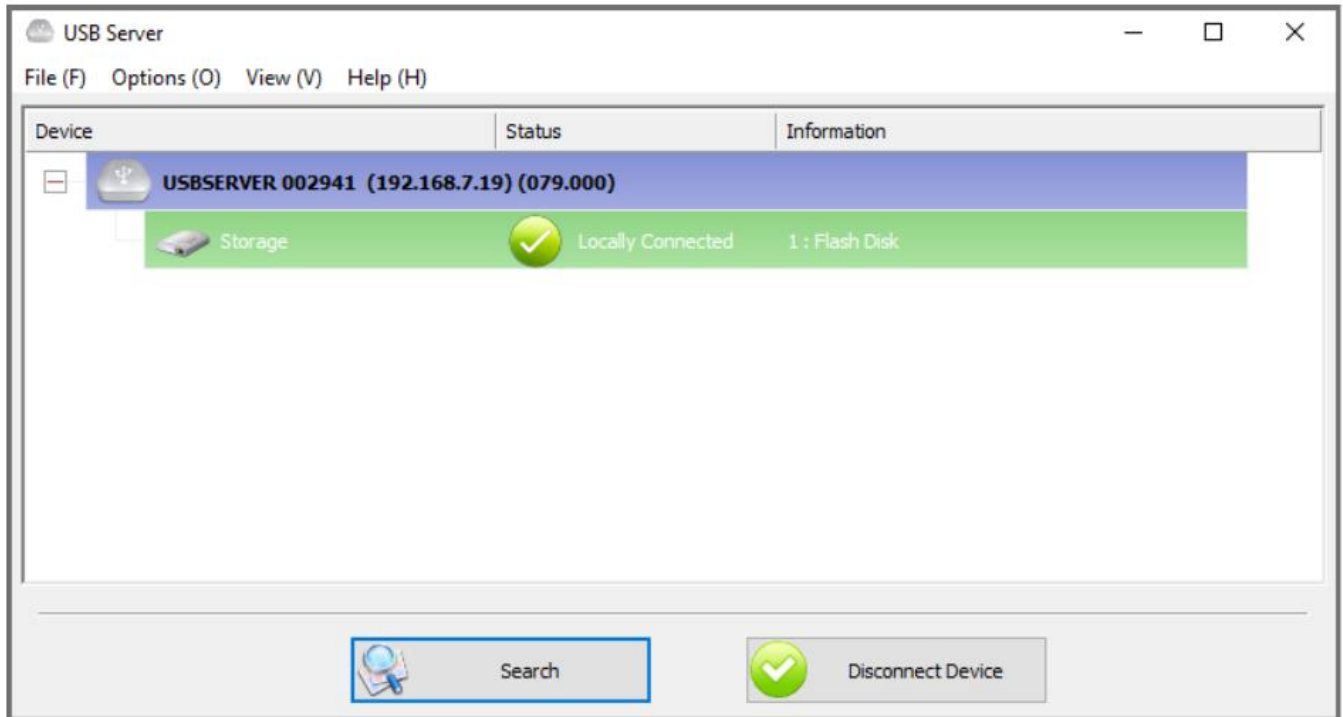 USB Server
File (F) Options (O) View (V) Help (H)
Device Status Information
USBSERVER 002941 (192.168.7.19) (079.000)
Storage Locally Connected 1 : Flash Disk
Search Disconnect Device